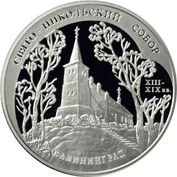 СВЯТО-НИКОЛЬСКИЙ СОБОР
XIII-
XIX вв.
КАЛИНИНГРАД